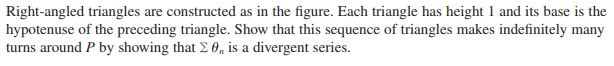 Right-angled triangles are constructed as in the figure. Each triangle has height 1 and its base is the
hypotenuse of the preceding triangle. Show that this sequence of triangles makes indefinitely many
turns around P by showing that Σ θₙ is a divergent series.